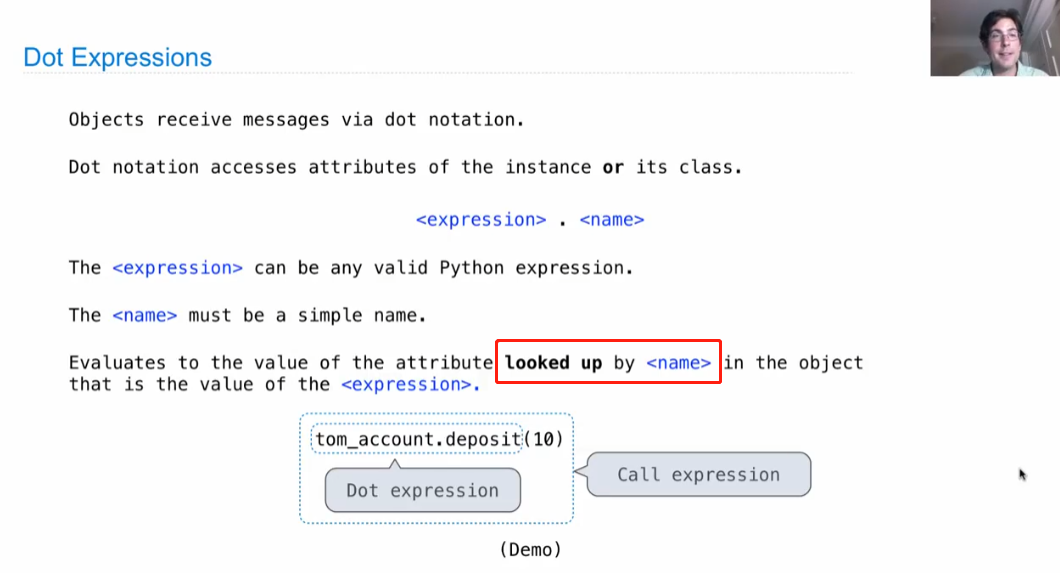 Dot Expressions
Objects receive messages via dot notation.
Dot notation accesses attributes of the instance or its class.
<expression> . <name>
The <expression> can be any valid Python expression.
The <name> must be a simple name.
Evaluates to the value of the attribute looked up by <name> in the object
that is the value of the <expression>.
tom_account.deposit(10)
Dot expression
Call expression
(Demo)